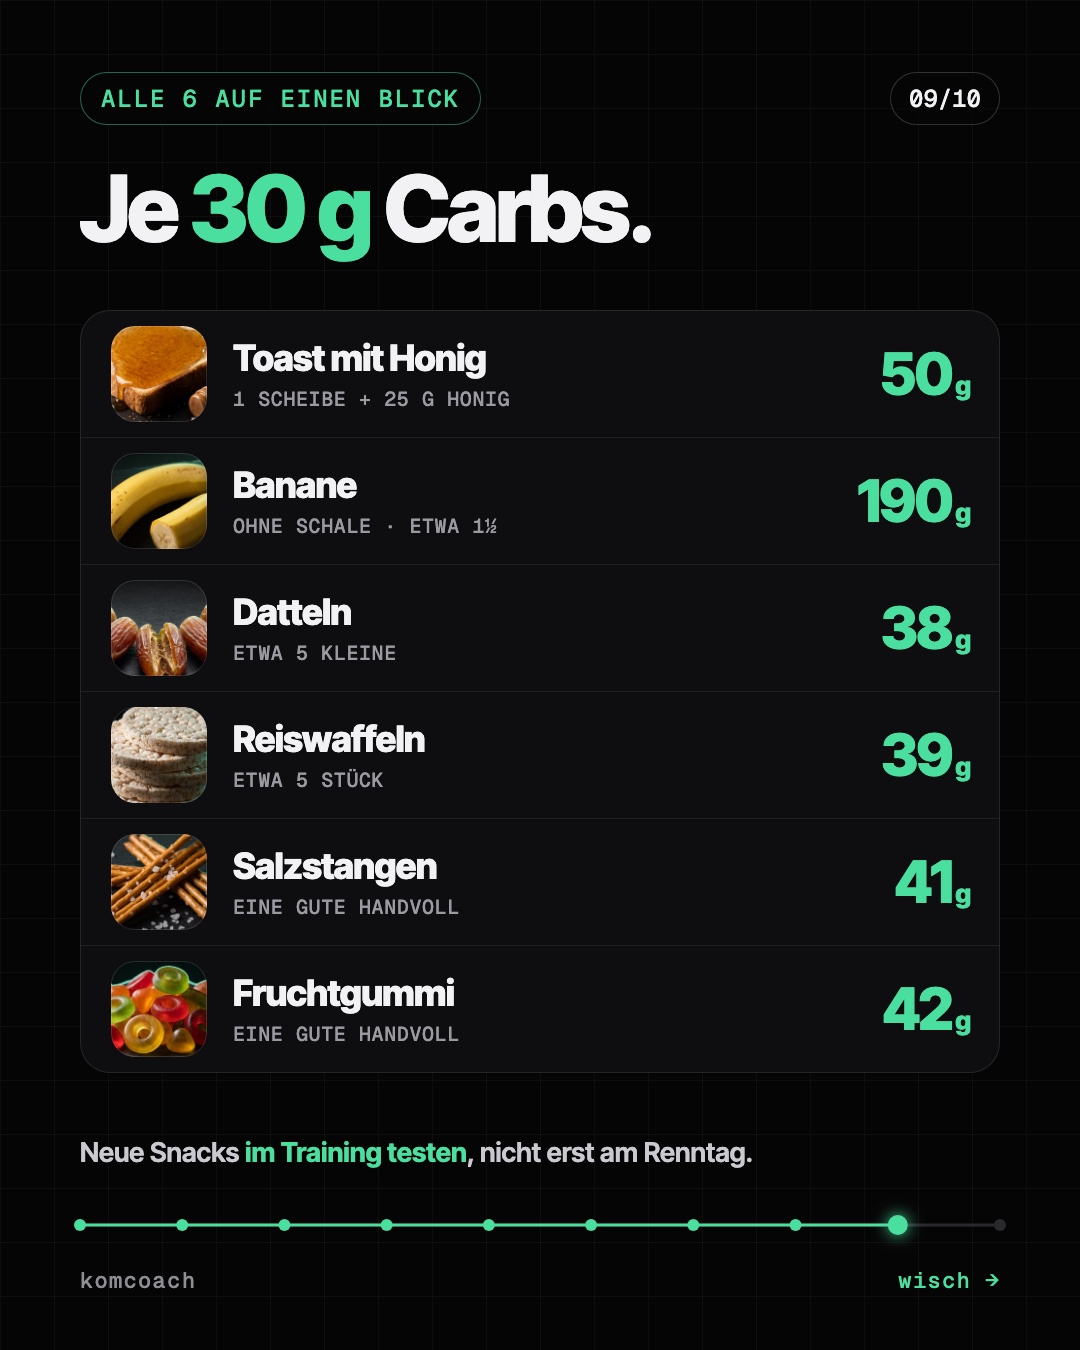 ALLE 6 AUF EINEN BLICK
09/10
Je 30 g Carbs.
Toast mit Honig
1 SCHEIBE + 25 G HONIG
50g
Banane
OHNE SCHALE · ETWA 1½
190g
Datteln
ETWA 5 KLEINE
38g
Reiswaffeln
ETWA 5 STÜCK
39g
Salzstangen
EINE GUTE HANDVOLL
41g
Fruchtgummi
EINE GUTE HANDVOLL
42g
Neue Snacks im Training testen, nicht erst am Renntag.
komcoach
wisch →